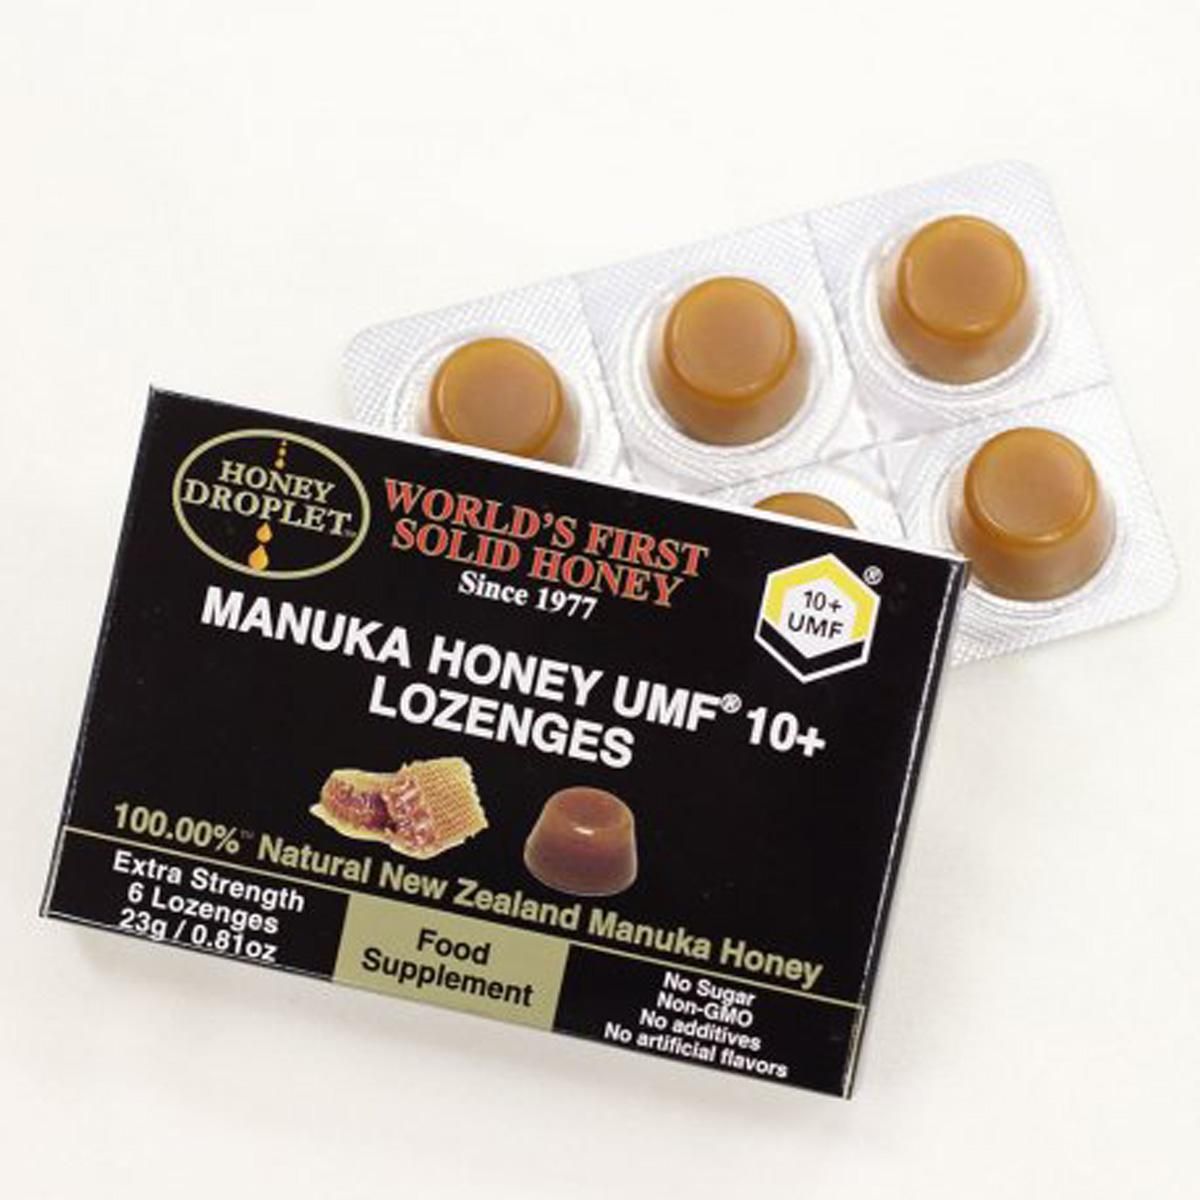 HONEY
DROPLET™
WORLD'S FIRST
SOLID HONEY
Since 1977
10+
UMF
®
MANUKA HONEY UMF® 10+
LOZENGES
100.00%™ Natural New Zealand Manuka Honey
Extra Strength
6 Lozenges
23g / 0.81oz
Food
Supplement
No Sugar
Non-GMO
No additives
No artificial flavors